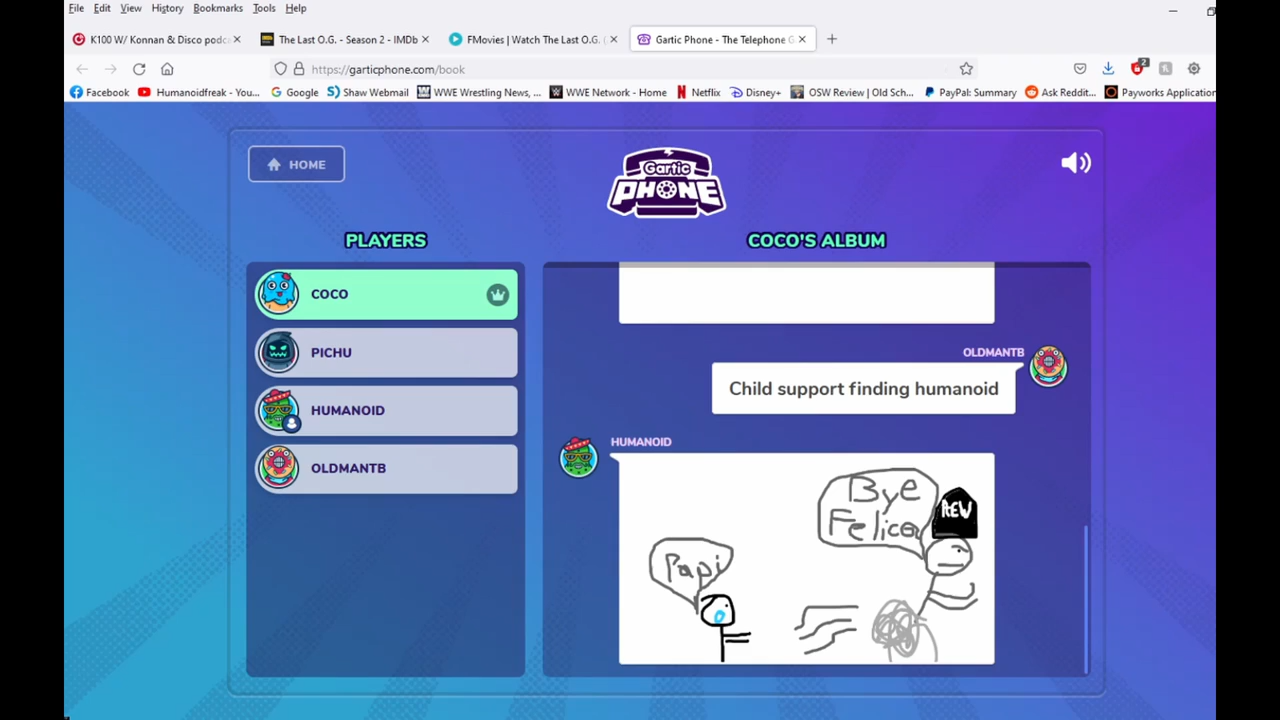 File Edit View History Bookmarks Tools Help
K100 W/ Konnan & Disco podc
The Last O.G. - Season 2 - IMDb
FMovies | Watch The Last O.G. (
Gartic Phone - The Telephone G
https://garticphone.com/book
2
Facebook
Humanoidfreak - You...
Google
Shaw Webmail
WWE Wrestling News, ...
WWE Network - Home
Netflix
Disney+
OSW Review | Old Sch...
PayPal: Summary
Ask Reddit...
Payworks Application
HOME
Gartic
PHONE
PLAYERS
COCO'S ALBUM
COCO
PICHU
HUMANOID
OLDMANTB
OLDMANTB
Child support finding humanoid
HUMANOID
Bye
Felica
AEW
Papi